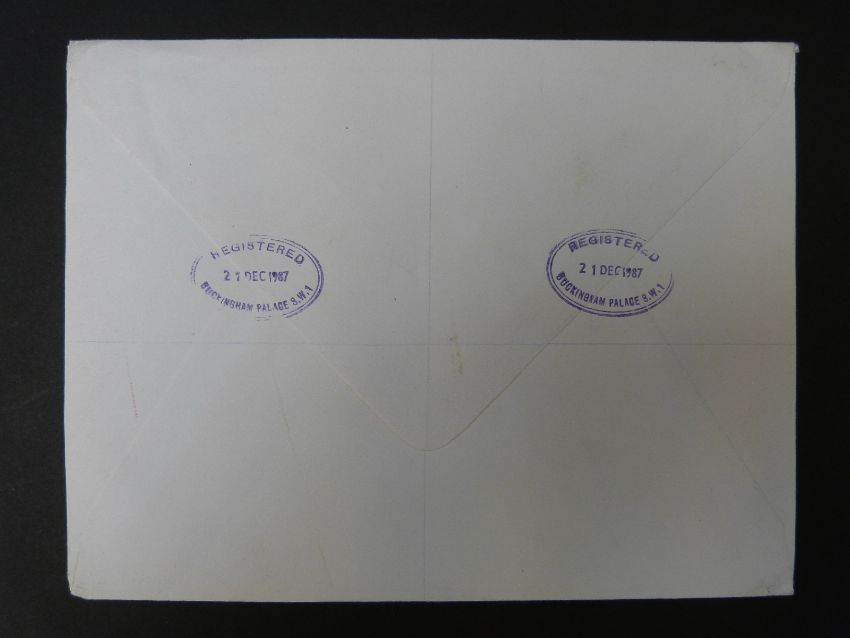 REGISTERED
21 DEC 1987
BUCKINGHAM PALACE S.W.1
REGISTERED
21 DEC 1987
BUCKINGHAM PALACE S.W.1